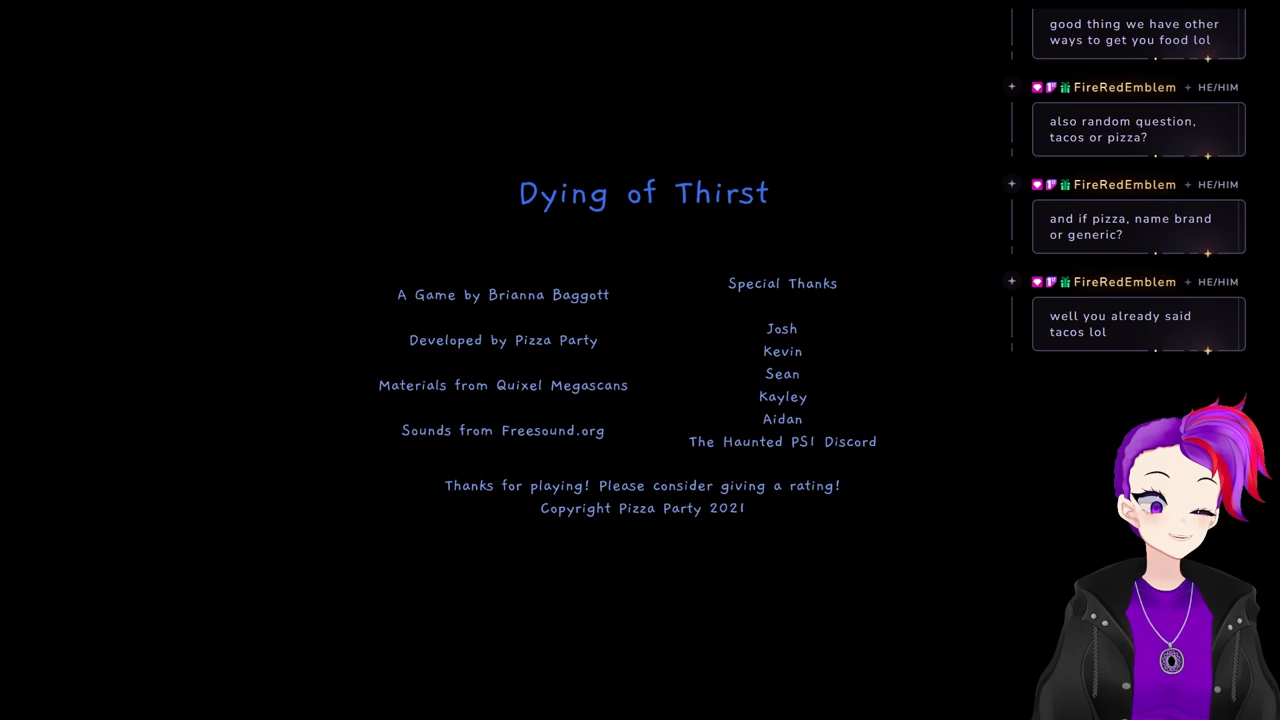 Dying of Thirst
A Game by Brianna Baggott
Developed by Pizza Party
Materials from Quixel Megascans
Sounds from Freesound.org
Special Thanks
Josh
Kevin
Sean
Kayley
Aidan
The Haunted PS1 Discord
Thanks for playing! Please consider giving a rating!
Copyright Pizza Party 2021
good thing we have other
ways to get you food lol
FireRedEmblem HE/HIM
also random question,
tacos or pizza?
FireRedEmblem HE/HIM
and if pizza, name brand
or generic?
FireRedEmblem HE/HIM
well you already said
tacos lol